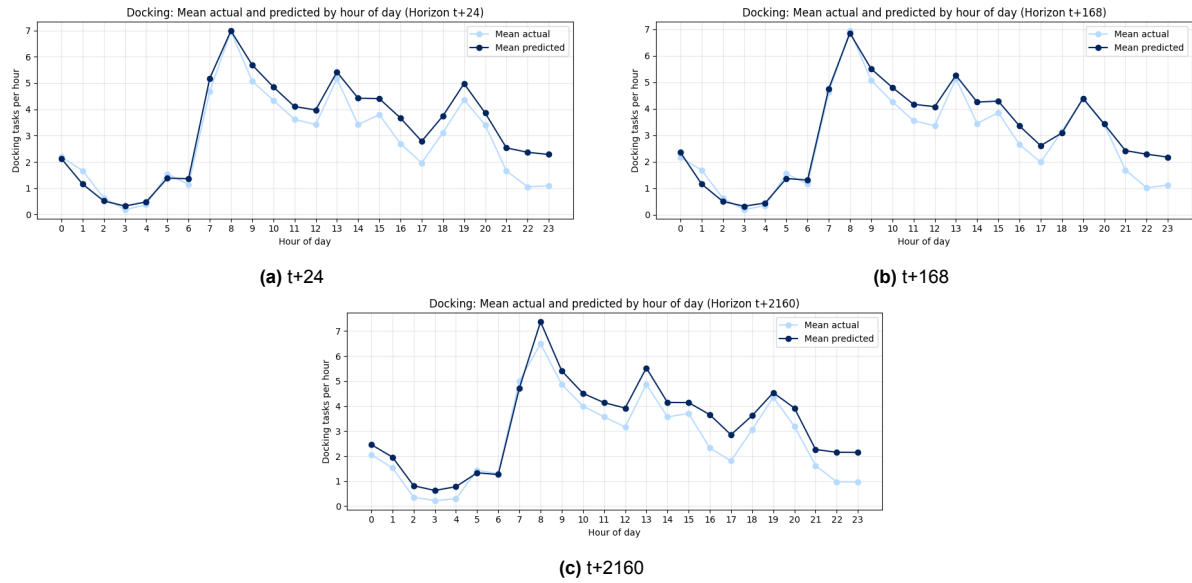 Docking: Mean actual and predicted by hour of day (Horizon t+24)
Mean actual
Mean predicted
Docking tasks per hour
7
6
5
4
3
2
1
0
0 1 2 3 4 5 6 7 8 9 10 11 12 13 14 15 16 17 18 19 20 21 22 23
Hour of day
(a) t+24
Docking: Mean actual and predicted by hour of day (Horizon t+168)
Mean actual
Mean predicted
Docking tasks per hour
7
6
5
4
3
2
1
0
0 1 2 3 4 5 6 7 8 9 10 11 12 13 14 15 16 17 18 19 20 21 22 23
Hour of day
(b) t+168
Docking: Mean actual and predicted by hour of day (Horizon t+2160)
Mean actual
Mean predicted
Docking tasks per hour
7
6
5
4
3
2
1
0
0 1 2 3 4 5 6 7 8 9 10 11 12 13 14 15 16 17 18 19 20 21 22 23
Hour of day
(c) t+2160